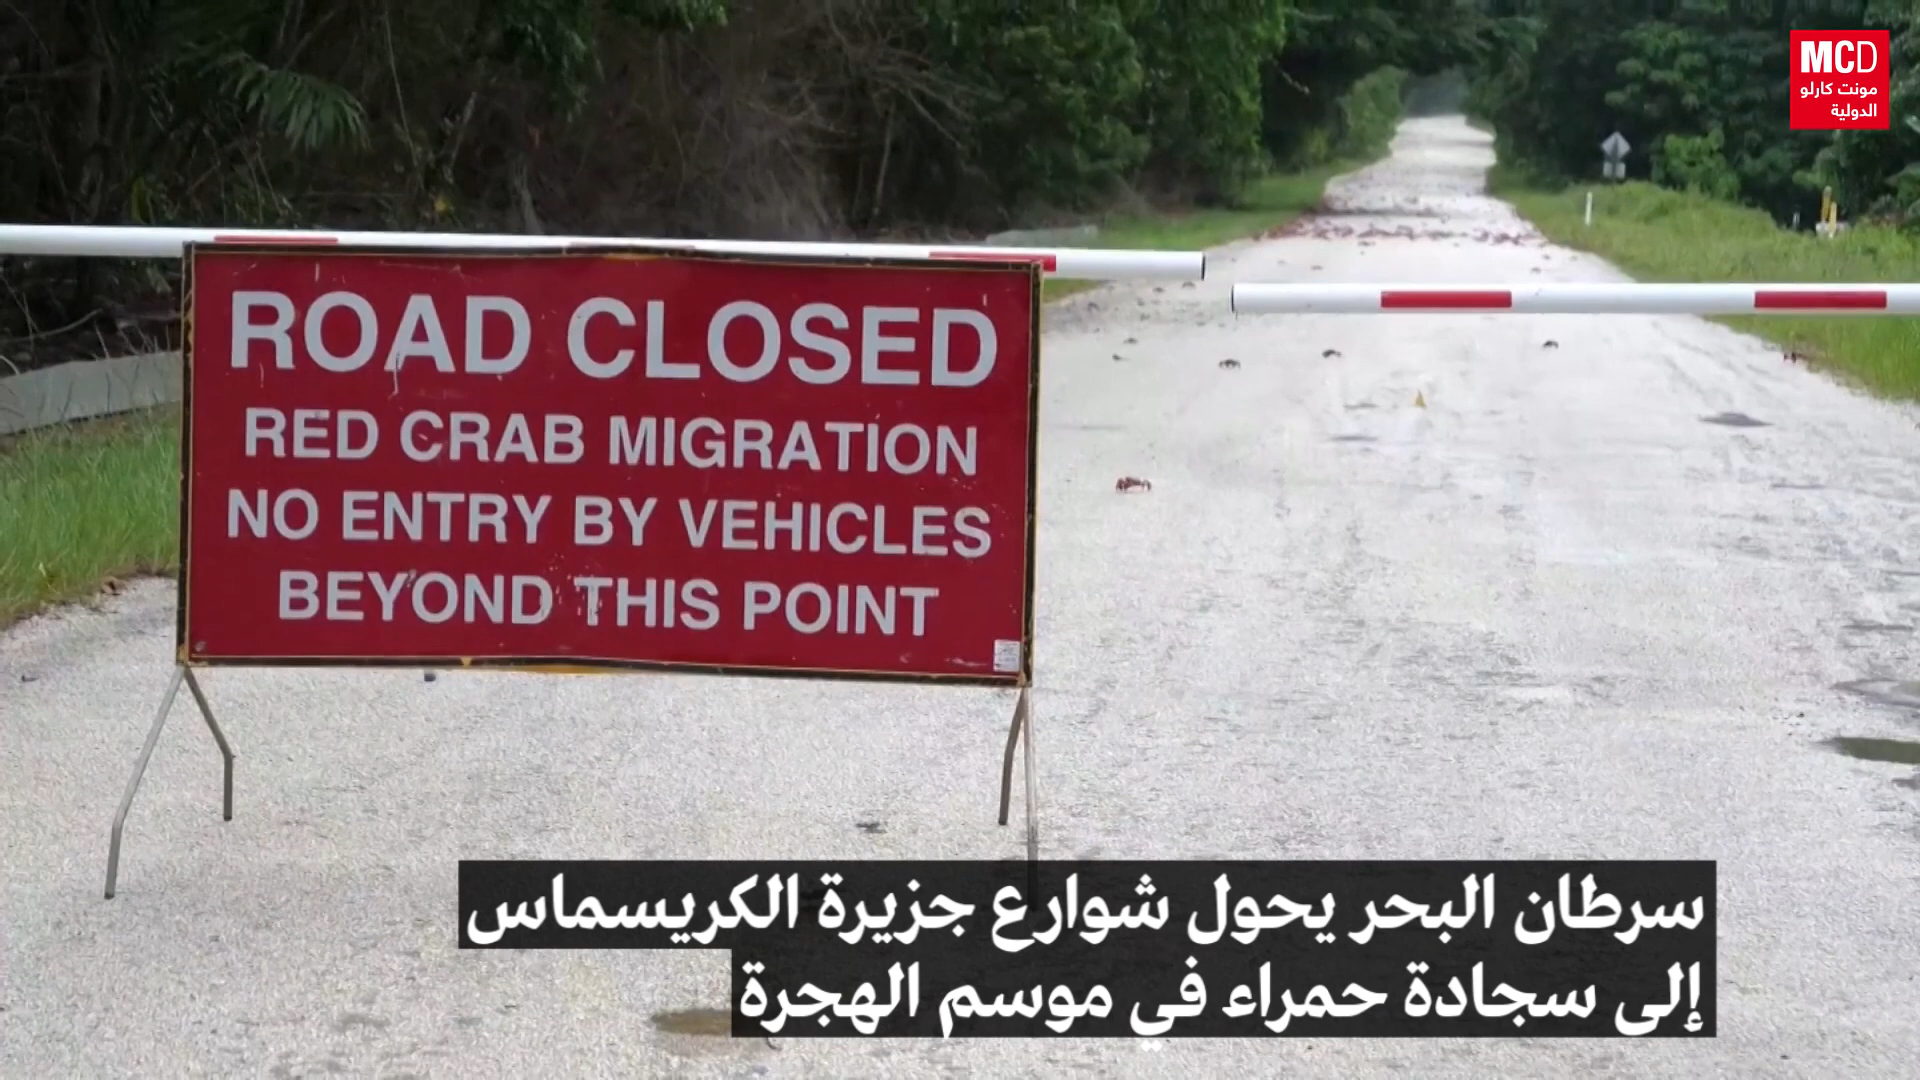 MCD
مونت كارلو
الدولية
ROAD CLOSED
RED CRAB MIGRATION
NO ENTRY BY VEHICLES
BEYOND THIS POINT
سرطان البحر يحول شوارع جزيرة الكريسماس
إلى سجادة حمراء في موسم الهجرة